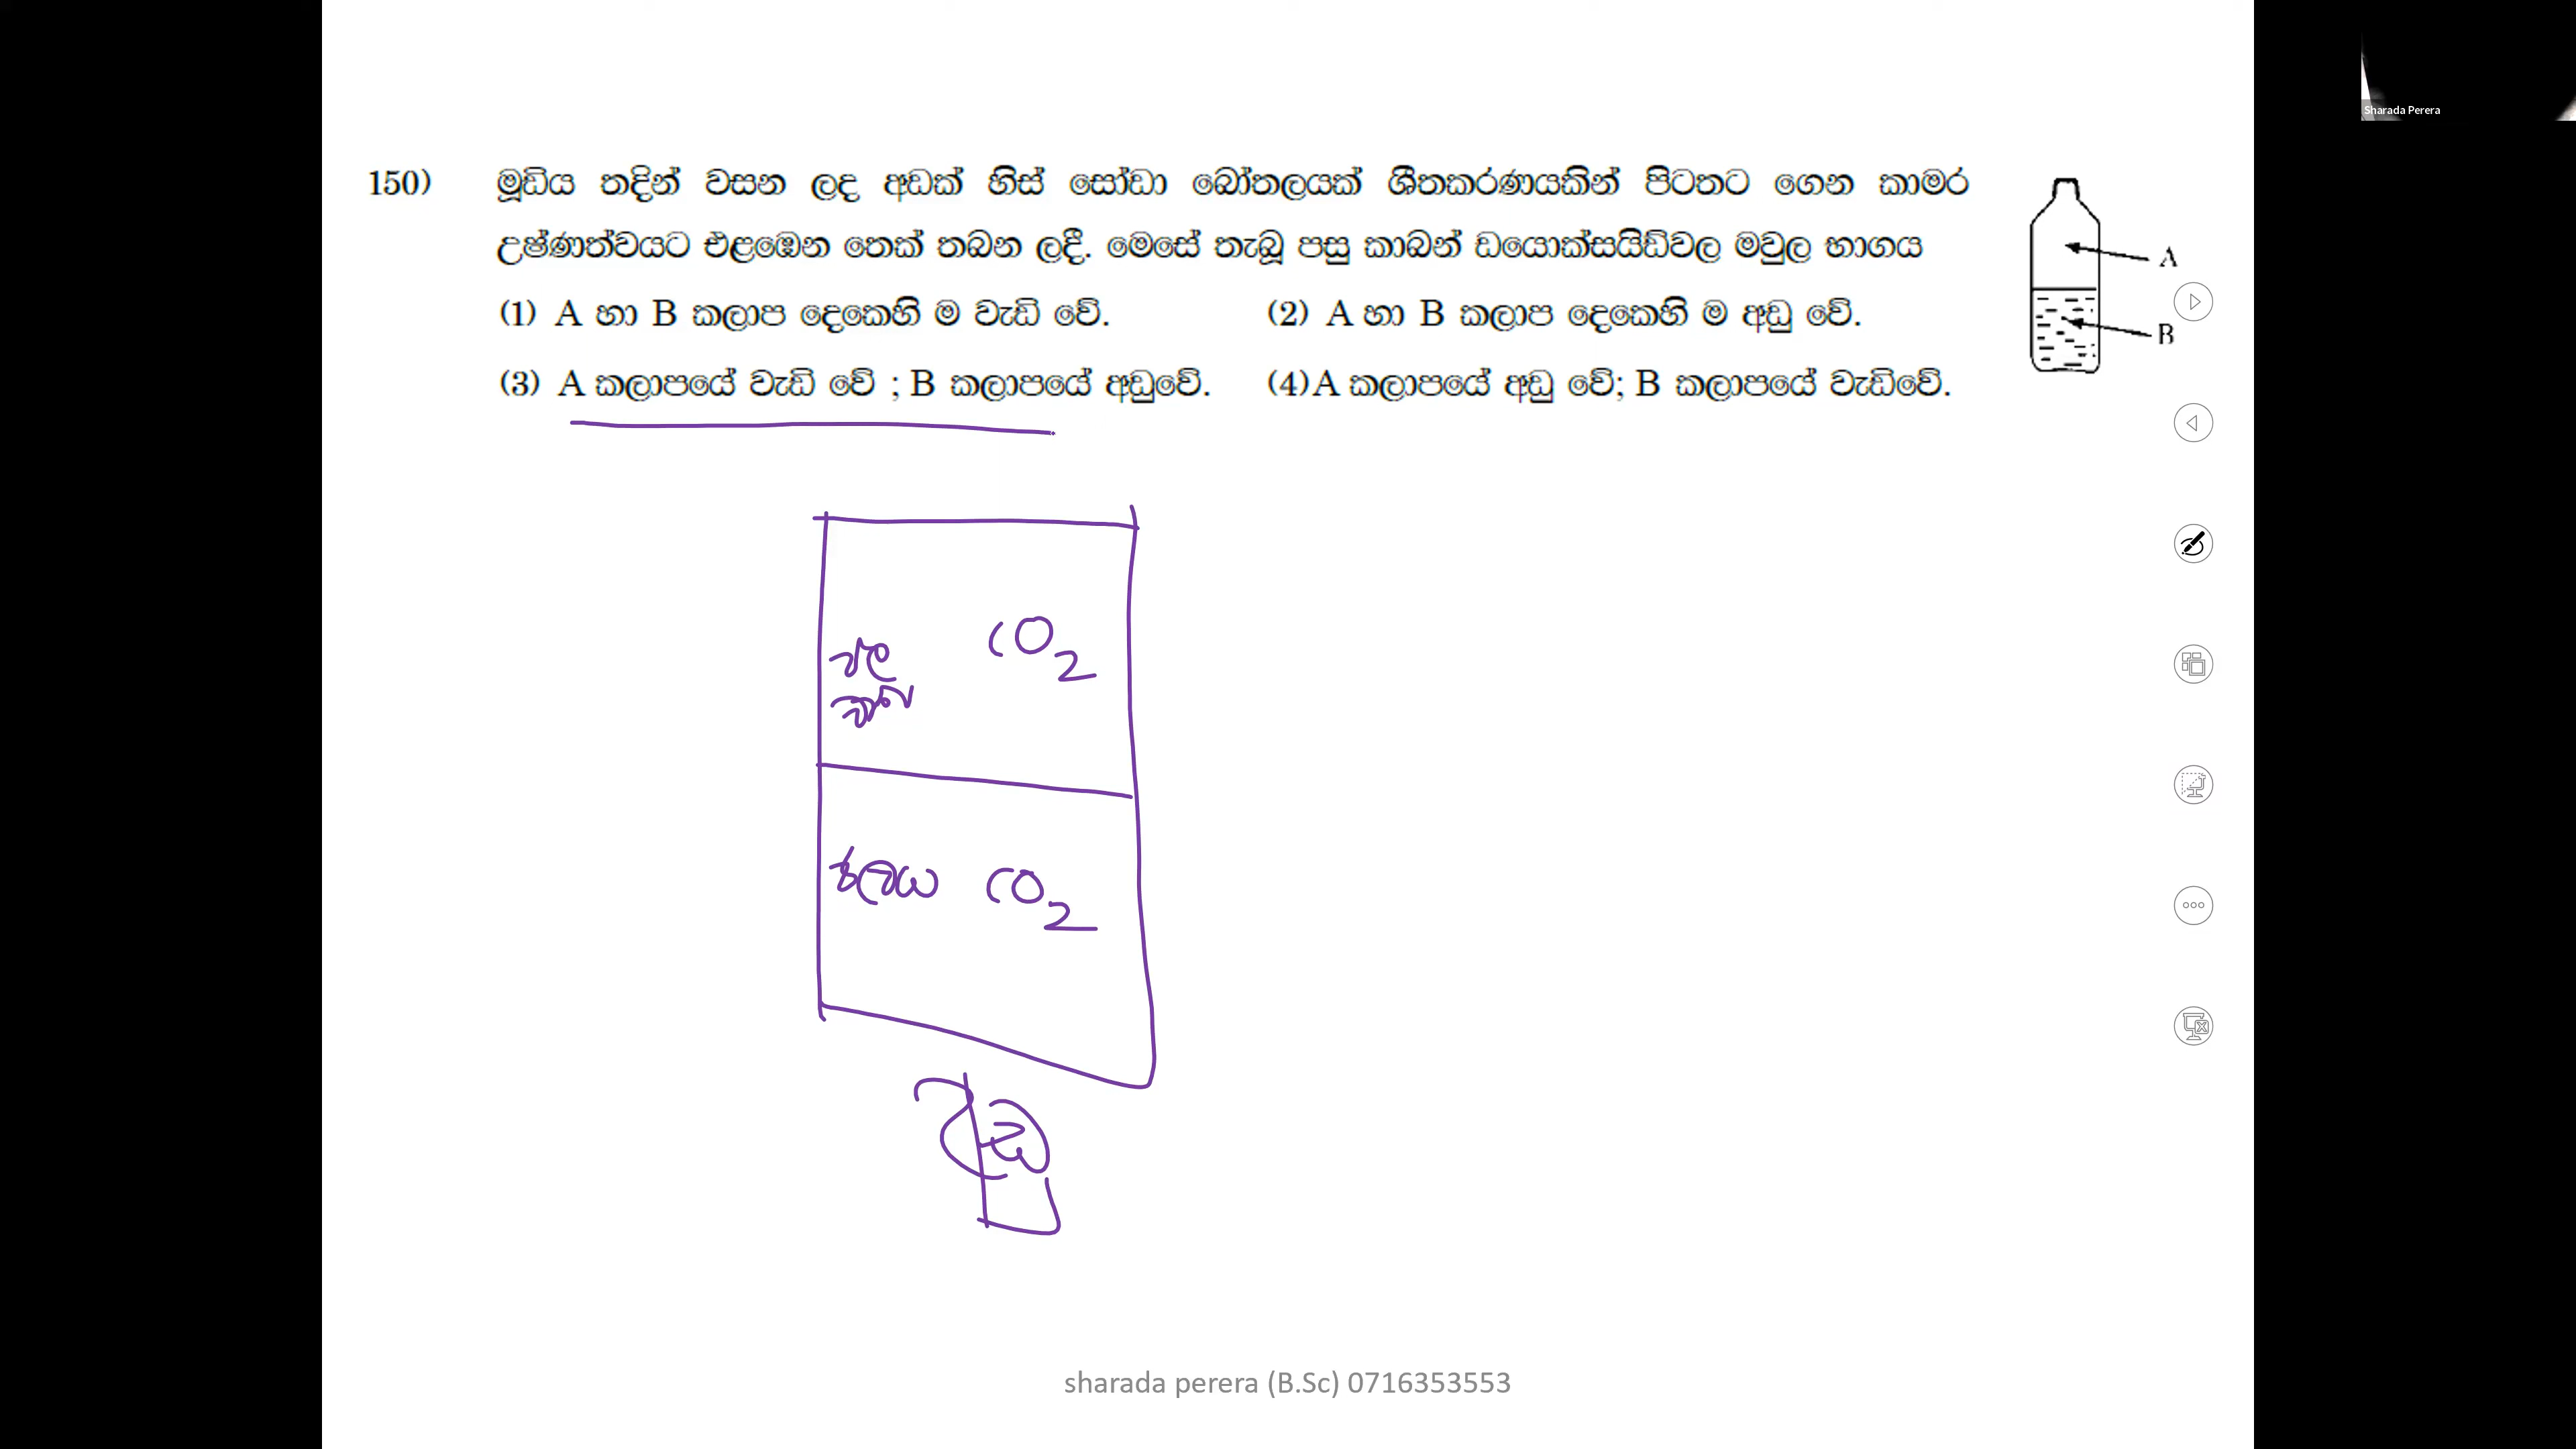 Sharada Perera
150) මූඩිය තදින් වසන ලද අඩක් හිස් සෝඩා බෝතලයක් ශීතකරණයකින් පිටතට ගෙන කාමර
උෂ්ණත්වයට එළඹෙන තෙක් තබන ලදී. මෙසේ තැබූ පසු කාබන් ඩයොක්සයිඩ්වල මවුල භාගය
(1) A හා B කලාප දෙකෙහි ම වැඩි වේ. (2) A හා B කලාප දෙකෙහි ම අඩු වේ.
(3) A කලාපයේ වැඩි වේ ; B කලාපයේ අඩුවේ. (4)A කලාපයේ අඩු වේ; B කලාපයේ වැඩිවේ.
A
B
CO2
ජල
CO2
sharada perera (B.Sc) 0716353553